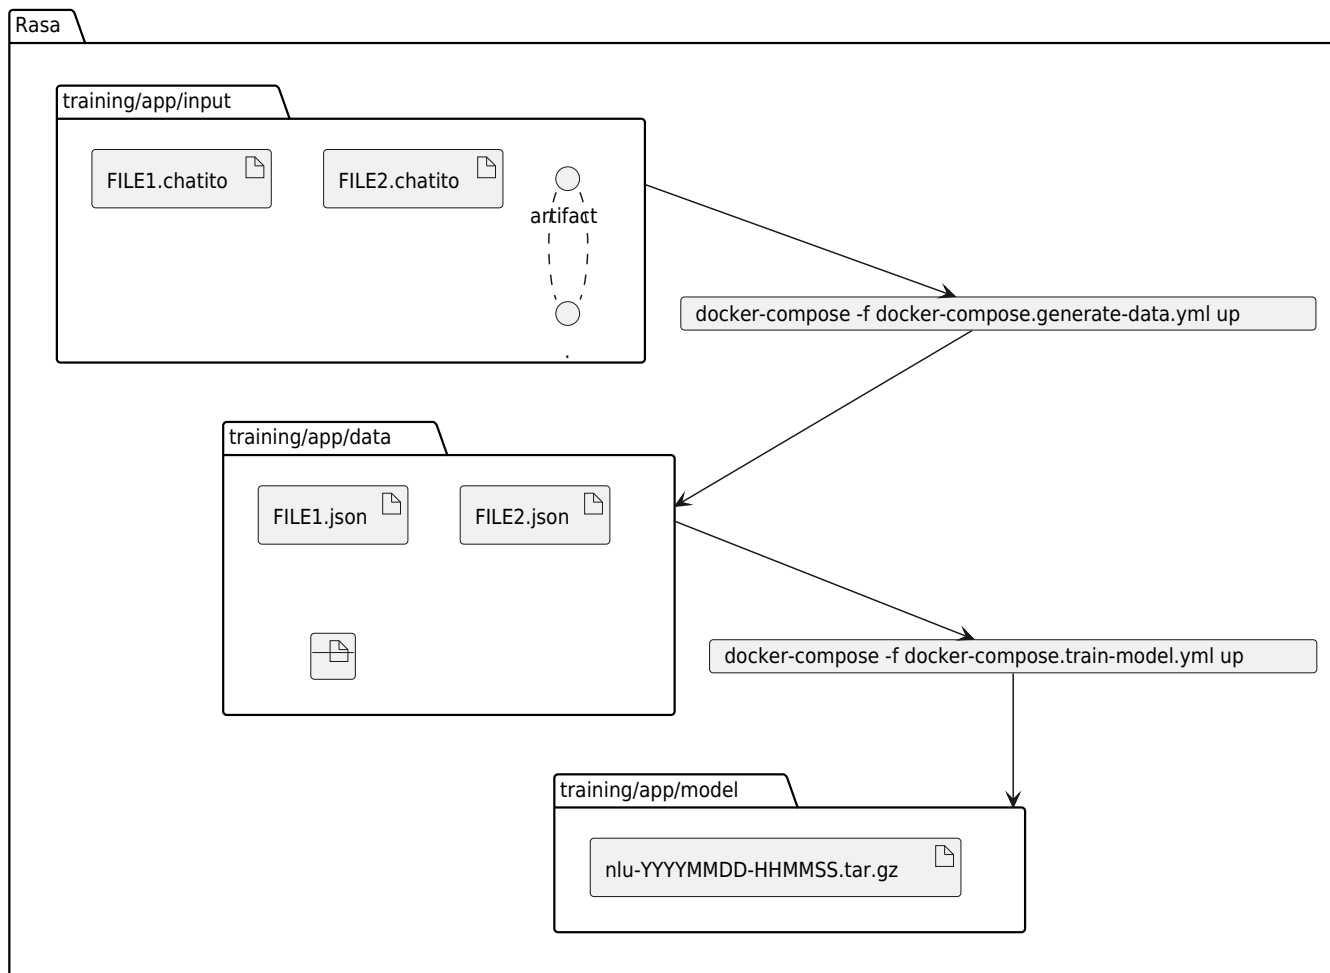 Rasa
training/app/input
FILE1.chatito
FILE2.chatito
artifact
.
docker-compose -f docker-compose.generate-data.yml up
training/app/data
FILE1.json
FILE2.json
docker-compose -f docker-compose.train-model.yml up
training/app/model
nlu-YYYYMMDD-HHMMSS.tar.gz